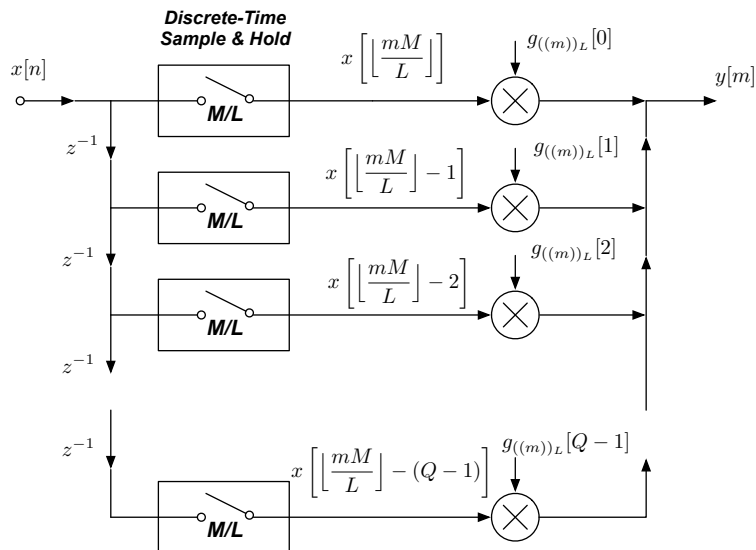 Discrete-Time
Sample & Hold
x[n]
M/L
x[⌊mM/L⌋]
g_{((m))_L}[0]
y[m]
z^{-1}
M/L
x[⌊mM/L⌋ − 1]
g_{((m))_L}[1]
z^{-1}
M/L
x[⌊mM/L⌋ − 2]
g_{((m))_L}[2]
z^{-1}
z^{-1}
M/L
x[⌊mM/L⌋ − (Q − 1)]
g_{((m))_L}[Q − 1]